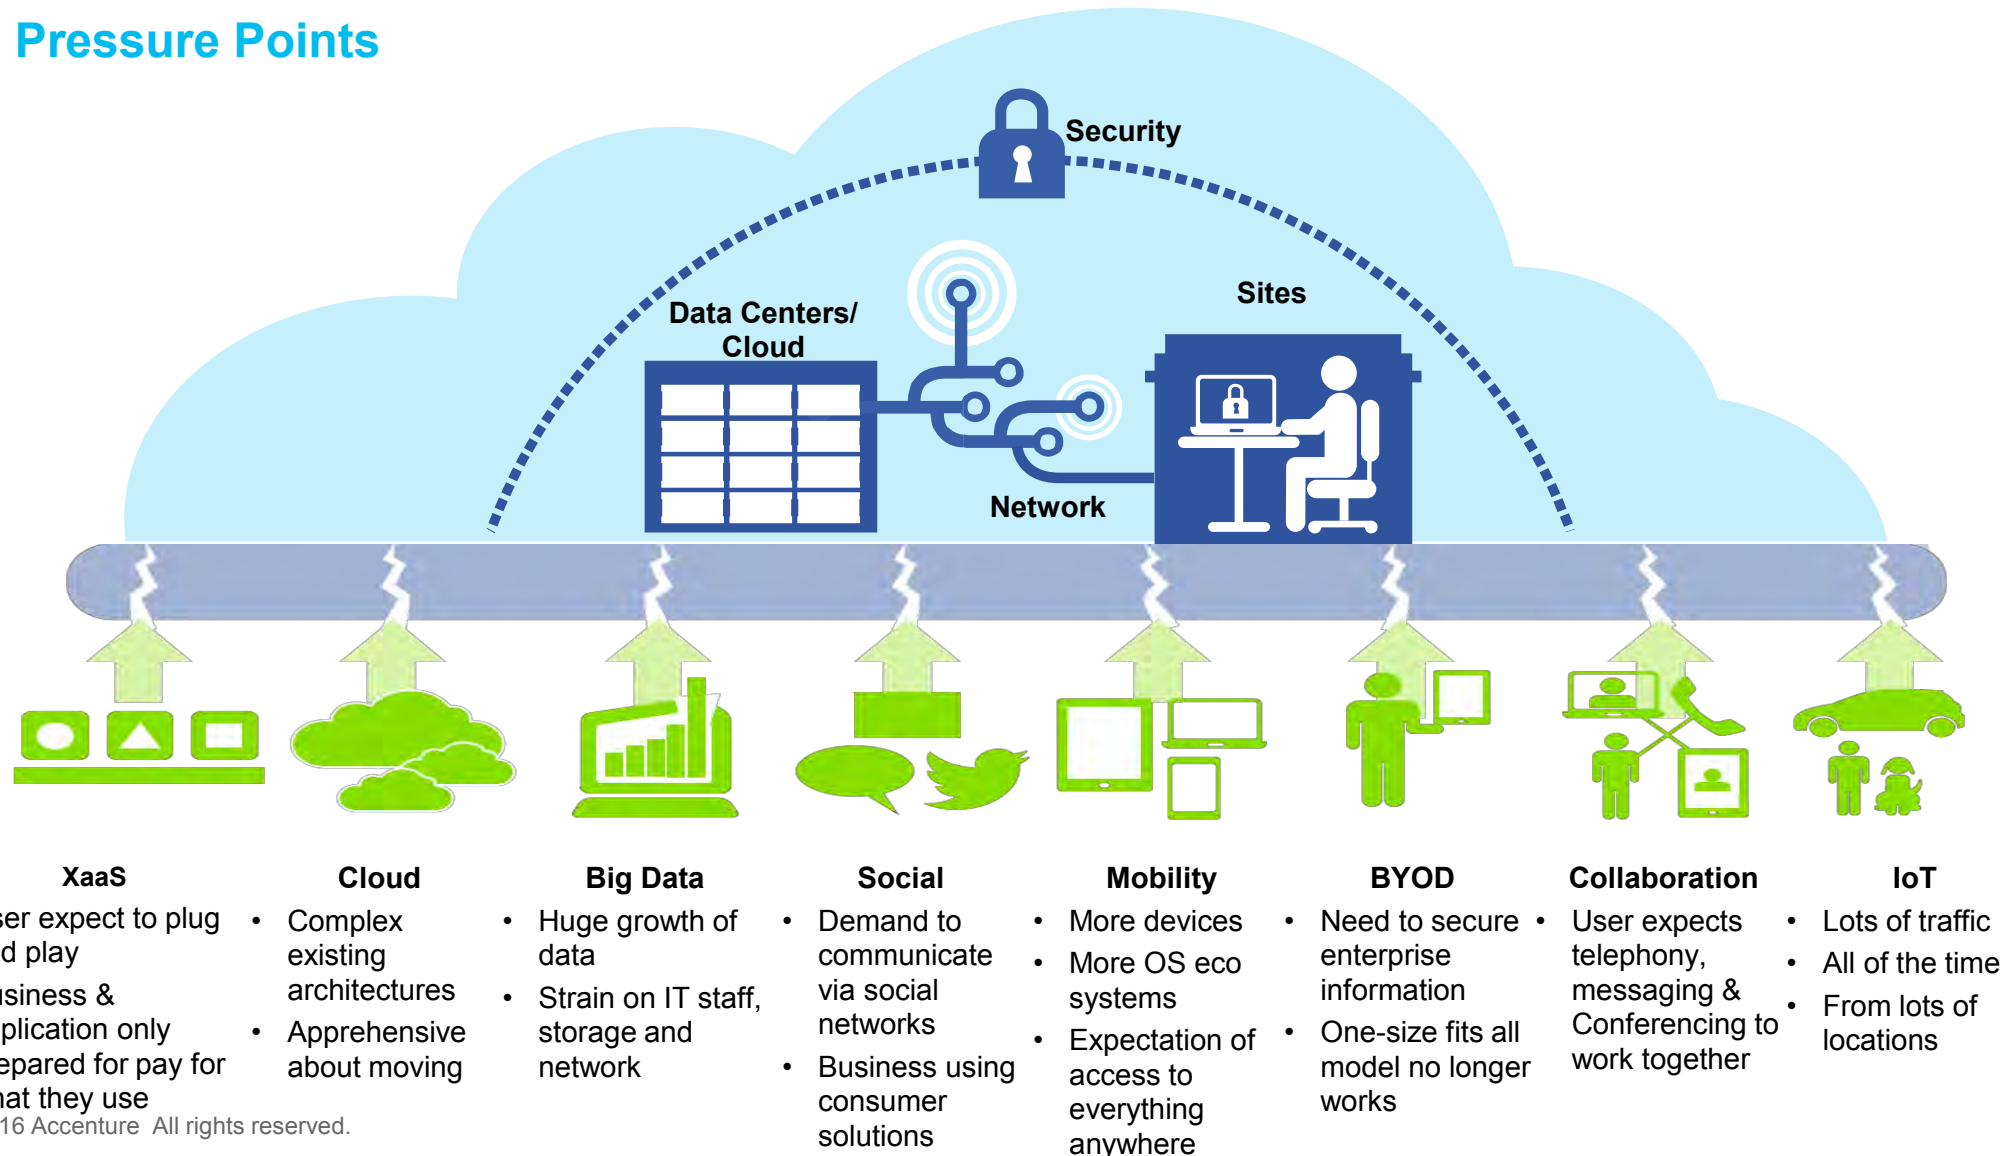 Pressure Points
Security
Sites
Data Centers/
Cloud
Network
XaaS
ser expect to plug
d play
usiness &
plication only
epared for pay for
hat they use
Cloud
• Complex
existing
architectures
• Apprehensive
about moving
Big Data
• Huge growth of
data
• Strain on IT staff,
storage and
network
Social
• Demand to
communicate
via social
networks
• Business using
consumer
solutions
Mobility
• More devices
• More OS eco
systems
• Expectation of
access to
everything
anywhere
BYOD
• Need to secure
enterprise
information
• One-size fits all
model no longer
works
Collaboration
• User expects
telephony,
messaging &
Conferencing to
work together
IoT
• Lots of traffic
• All of the time
• From lots of
locations
16 Accenture All rights reserved.